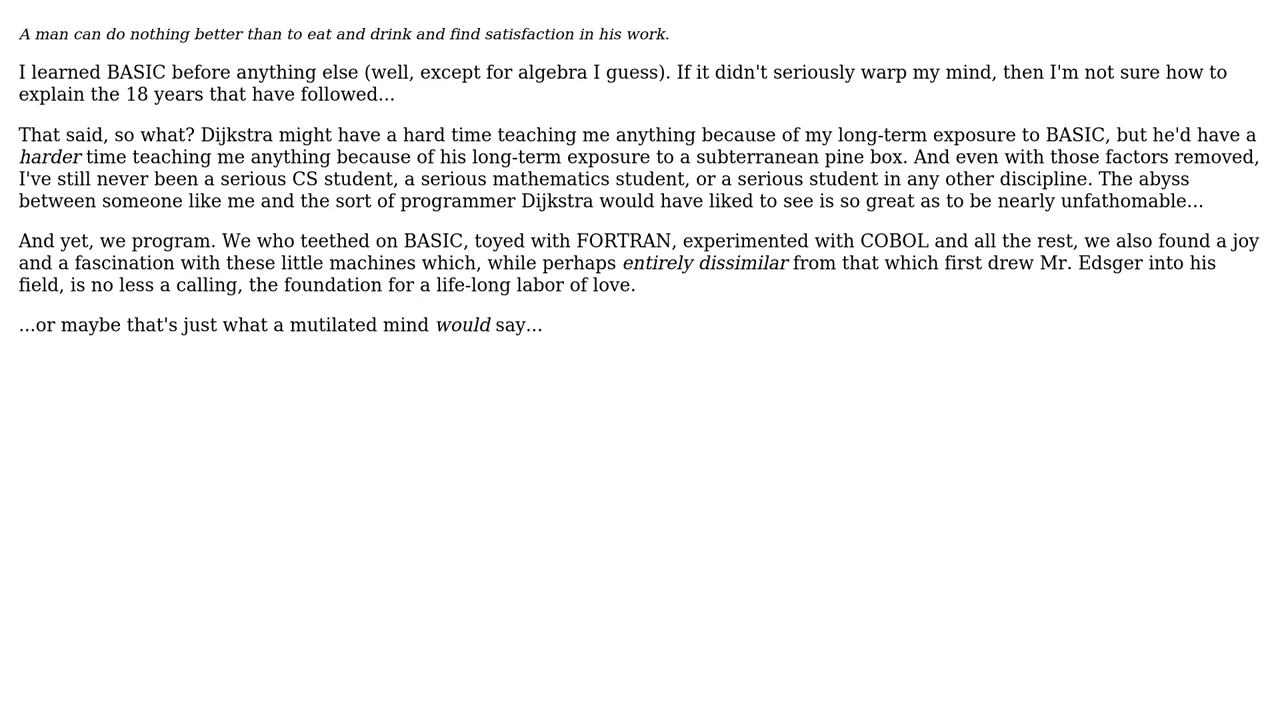 A man can do nothing better than to eat and drink and find satisfaction in his work.
I learned BASIC before anything else (well, except for algebra I guess). If it didn't seriously warp my mind, then I'm not sure how to
explain the 18 years that have followed...
That said, so what? Dijkstra might have a hard time teaching me anything because of my long-term exposure to BASIC, but he'd have a
harder time teaching me anything because of his long-term exposure to a subterranean pine box. And even with those factors removed,
I've still never been a serious CS student, a serious mathematics student, or a serious student in any other discipline. The abyss
between someone like me and the sort of programmer Dijkstra would have liked to see is so great as to be nearly unfathomable...
And yet, we program. We who teethed on BASIC, toyed with FORTRAN, experimented with COBOL and all the rest, we also found a joy
and a fascination with these little machines which, while perhaps entirely dissimilar from that which first drew Mr. Edsger into his
field, is no less a calling, the foundation for a life-long labor of love.
...or maybe that's just what a mutilated mind would say...